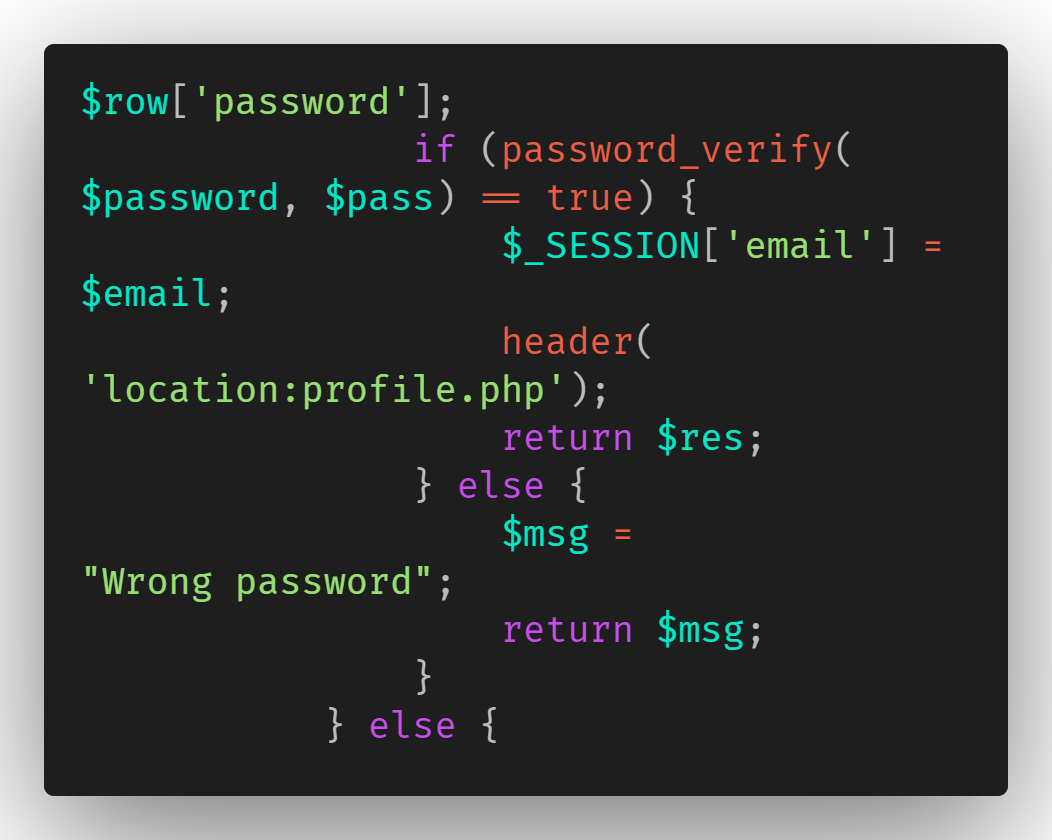 $row['password'];
if (password_verify(
$password, $pass) == true) {
$_SESSION['email'] =
$email;
header(
'location:profile.php');
return $res;
} else {
$msg =
"Wrong password";
return $msg;
}
} else {